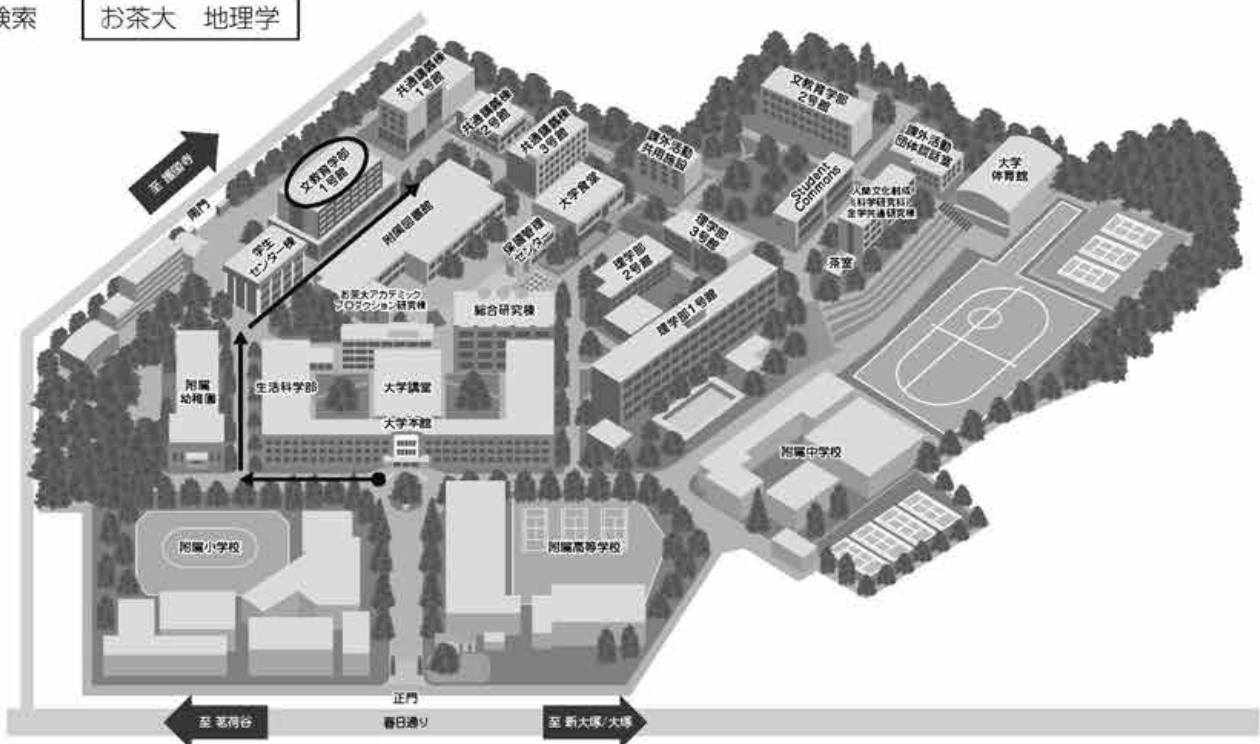 検索
お茶大 地理学
共通講義棟
1号館
共通講義棟
2号館
共通講義棟
3号館
文教育学部
2号館
課外活動
共用施設
課外活動
団体談話室
大学
体育館
至 護国寺
南門
文教育学部
1号館
附属図書館
大学食堂
Student
Commons
人間文化創成
科学研究科
全学共通研究棟
学生
センター棟
保健管理
センター
理学部
3号館
理学部
2号館
茶室
お茶大アカデミック
プロダクション研究棟
総合研究棟
理学部1号館
附属
幼稚園
生活科学部
大学講堂
大学本館
附属中学校
附属小学校
附属高等学校
正門
至 茗荷谷
春日通り
至 新大塚/大塚